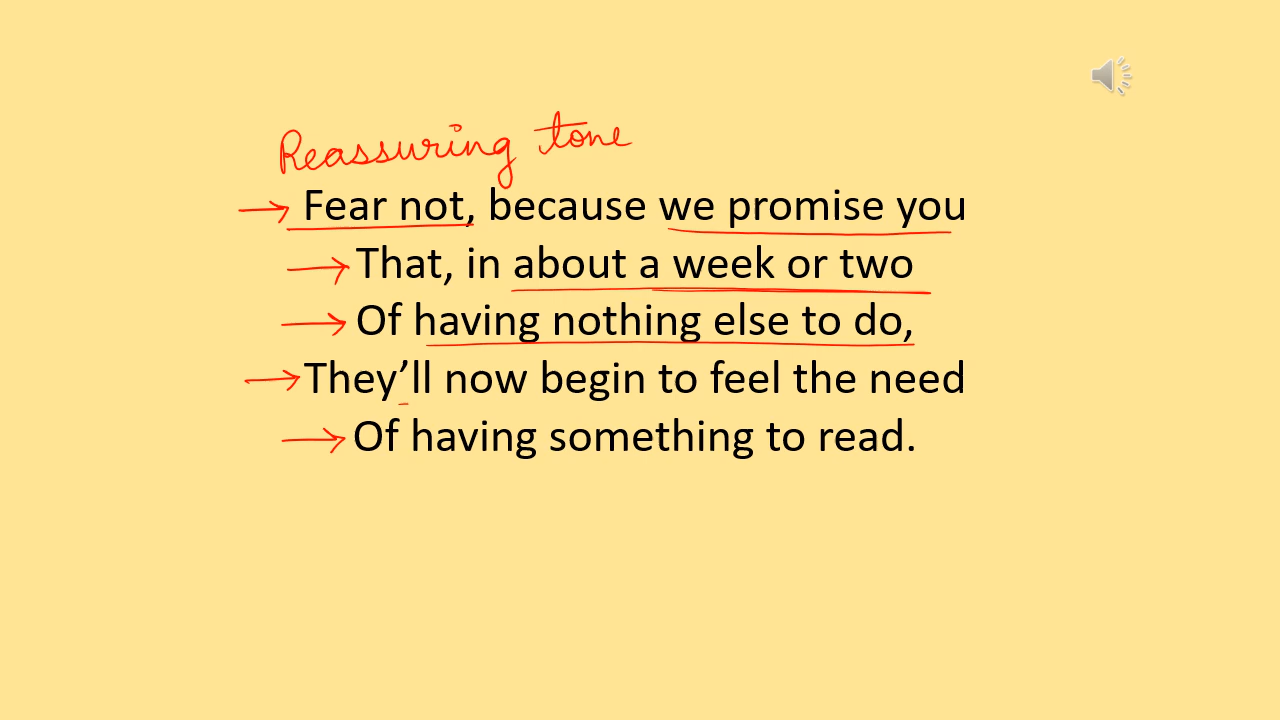 Reassuring tone
Fear not, because we promise you
That, in about a week or two
Of having nothing else to do,
They’ll now begin to feel the need
Of having something to read.